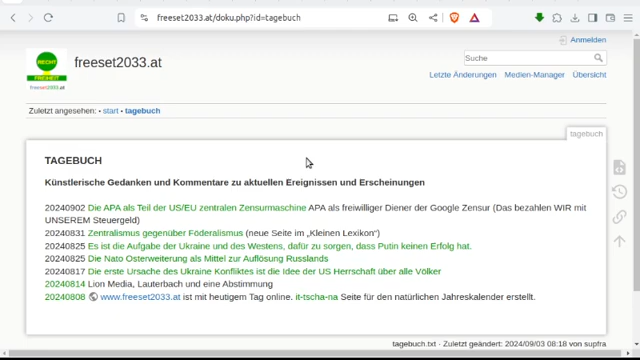 freeset2033.at/doku.php?id=tagebuch
Anmelden
RECHT
FREIHEIT
freeset2033.at
freeset2033.at
Suche
Letzte Änderungen Medien-Manager Übersicht
Zuletzt angesehen: • start • tagebuch
tagebuch
TAGEBUCH
Künstlerische Gedanken und Kommentare zu aktuellen Ereignissen und Erscheinungen
20240902 Die APA als Teil der US/EU zentralen Zensurmaschine APA als freiwilliger Diener der Google Zensur (Das bezahlen WIR mit
UNSEREM Steuergeld)
20240831 Zentralismus gegenüber Föderalismus (neue Seite im „Kleinen Lexikon“)
20240825 Es ist die Aufgabe der Ukraine und des Westens, dafür zu sorgen, dass Putin keinen Erfolg hat.
20240825 Die Nato Osterweiterung als Mittel zur Auflösung Russlands
20240817 Die erste Ursache des Ukraine Konfliktes ist die Idee der US Herrschaft über alle Völker
20240814 Lion Media, Lauterbach und eine Abstimmung
20240808 www.freeset2033.at ist mit heutigem Tag online. it-tscha-na Seite für den natürlichen Jahreskalender erstellt.
tagebuch.txt · Zuletzt geändert: 2024/09/03 08:18 von supfra